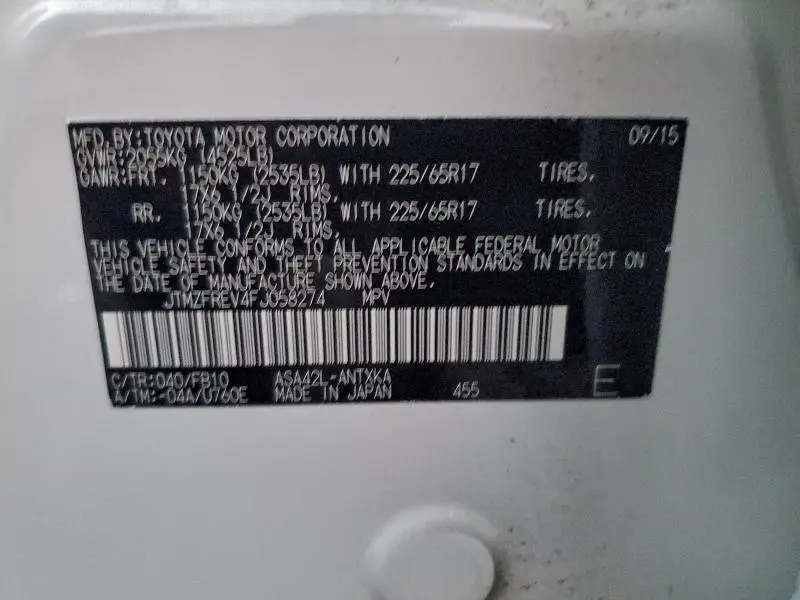 MFD.BY:TOYOTA MOTOR CORPORATION 09/15
GVWR:2055KG (4525LB)
GAWR:FRT. 1150KG (2535LB) WITH 225/65R17 TIRES,
17X6 1/2J RIMS,
RR. 1150KG (2535LB) WITH 225/65R17 TIRES,
17X6 1/2J RIMS,
THIS VEHICLE CONFORMS TO ALL APPLICABLE FEDERAL MOTOR
VEHICLE SAFETY AND THEFT PREVENTION STANDARDS IN EFFECT ON
THE DATE OF MANUFACTURE SHOWN ABOVE.
JTMZFREV4FJ058274 MPV
C/TR:040/FB10 ASA42L-ANTXKA
A/TM:-04A/U760E MADE IN JAPAN 455 E